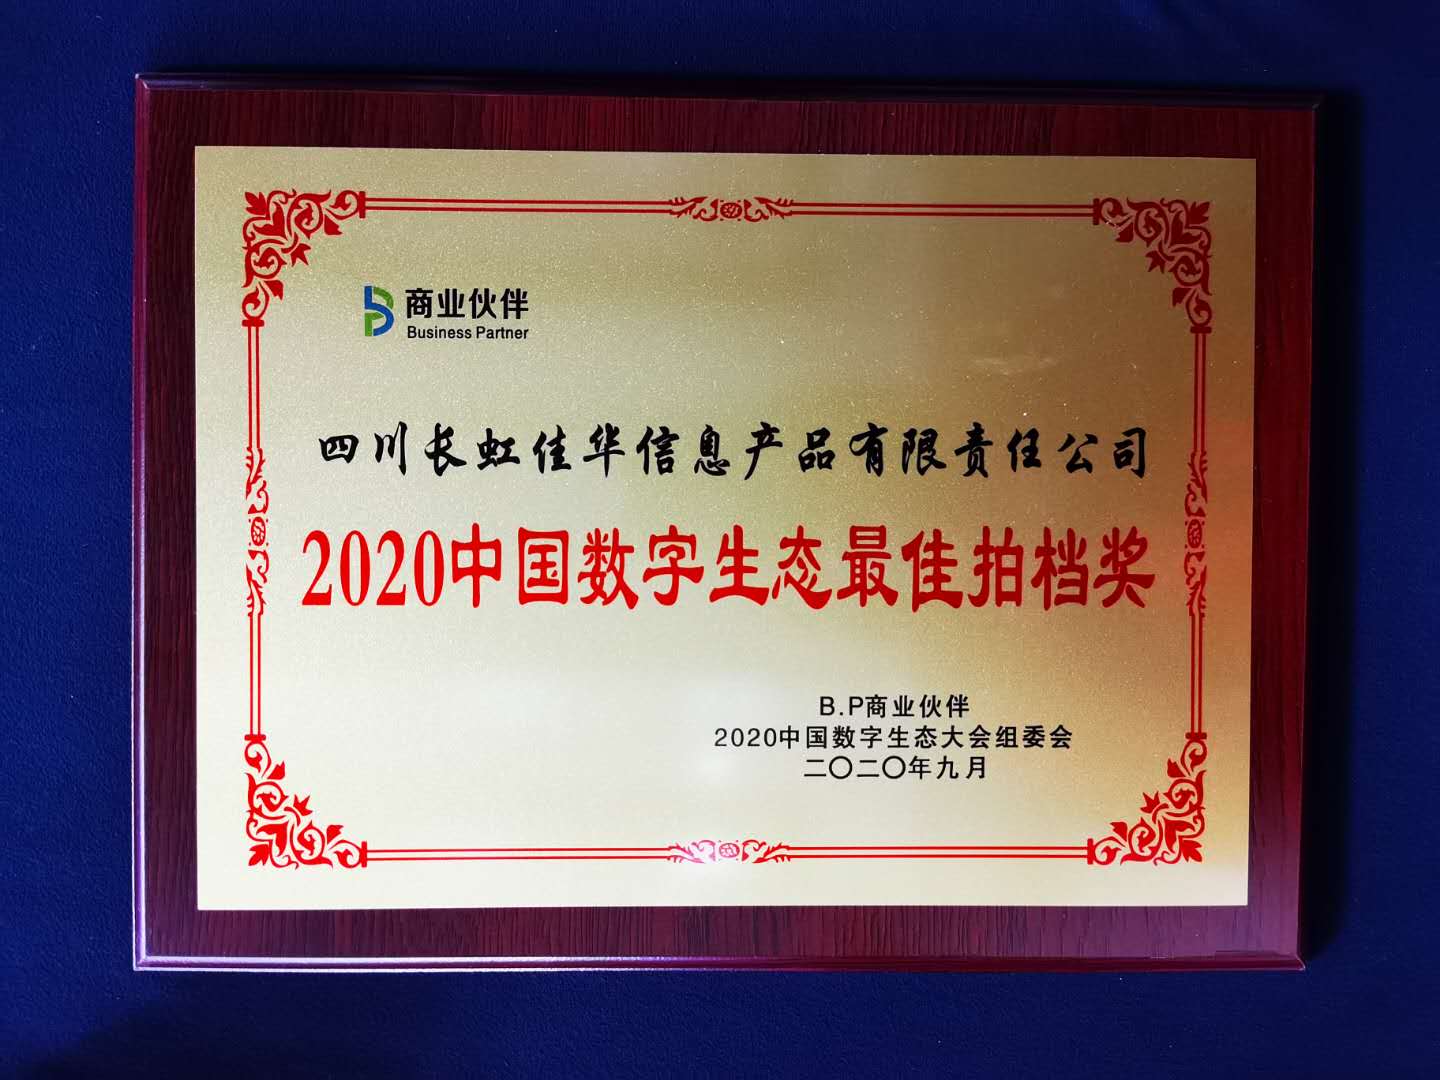 商业伙伴
Business Partner
四川长虹佳华信息产品有限责任公司
2020中国数字生态最佳拍档奖
B.P商业伙伴
2020中国数字生态大会组委会
二〇二〇年九月